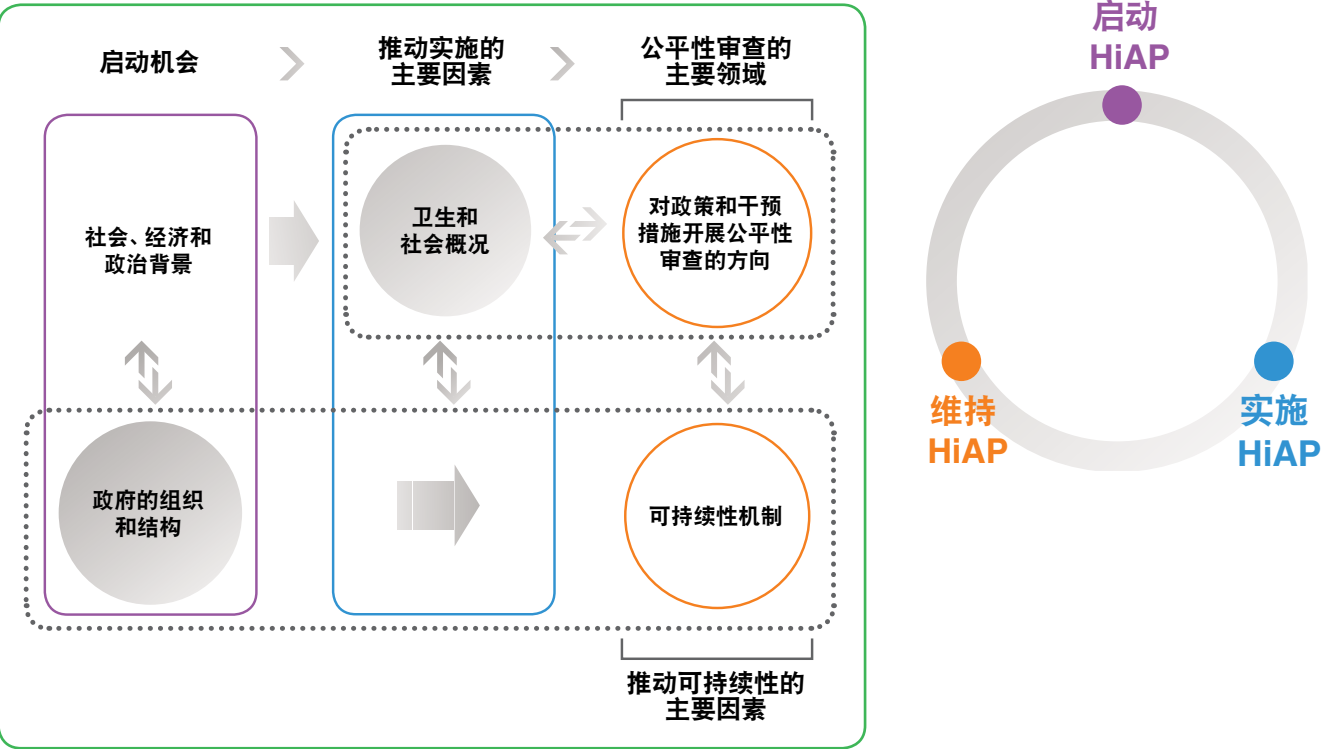 启动机会
推动实施的
主要因素
公平性审查的
主要领域
社会、经济和
政治背景
卫生和
社会概况
对政策和干预
措施开展公平性
审查的方向
政府的组织
和结构
可持续性机制
推动可持续性的
主要因素
启动
HiAP
维持
HiAP
实施
HiAP